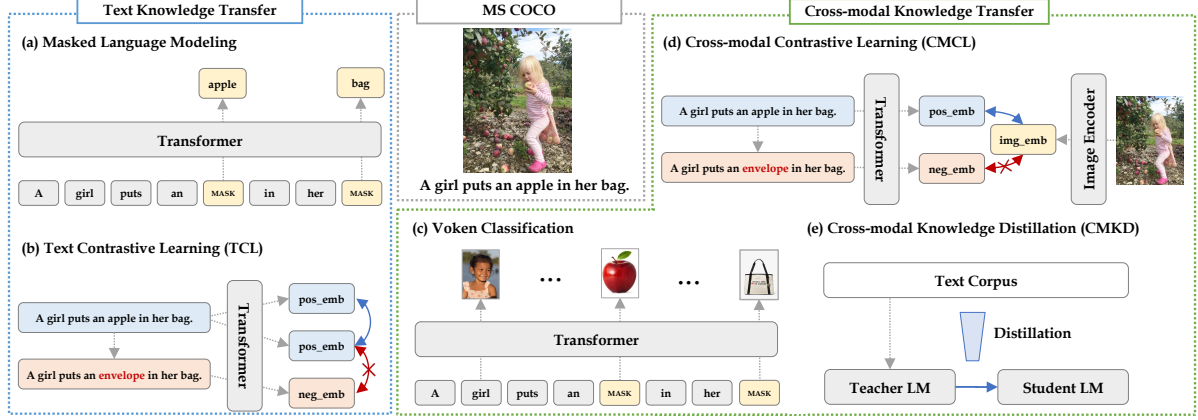 Text Knowledge Transfer
(a) Masked Language Modeling
apple
bag
Transformer
A girl puts an MASK in her MASK
(b) Text Contrastive Learning (TCL)
A girl puts an apple in her bag.
A girl puts an envelope in her bag.
Transformer
pos_emb
pos_emb
neg_emb
MS COCO
A girl puts an apple in her bag.
Cross-modal Knowledge Transfer
(d) Cross-modal Contrastive Learning (CMCL)
A girl puts an apple in her bag.
A girl puts an envelope in her bag.
Transformer
pos_emb
neg_emb
img_emb
Image Encoder
(c) Voken Classification
...
...
Transformer
A girl puts an MASK in her MASK
(e) Cross-modal Knowledge Distillation (CMKD)
Text Corpus
Distillation
Teacher LM
Student LM